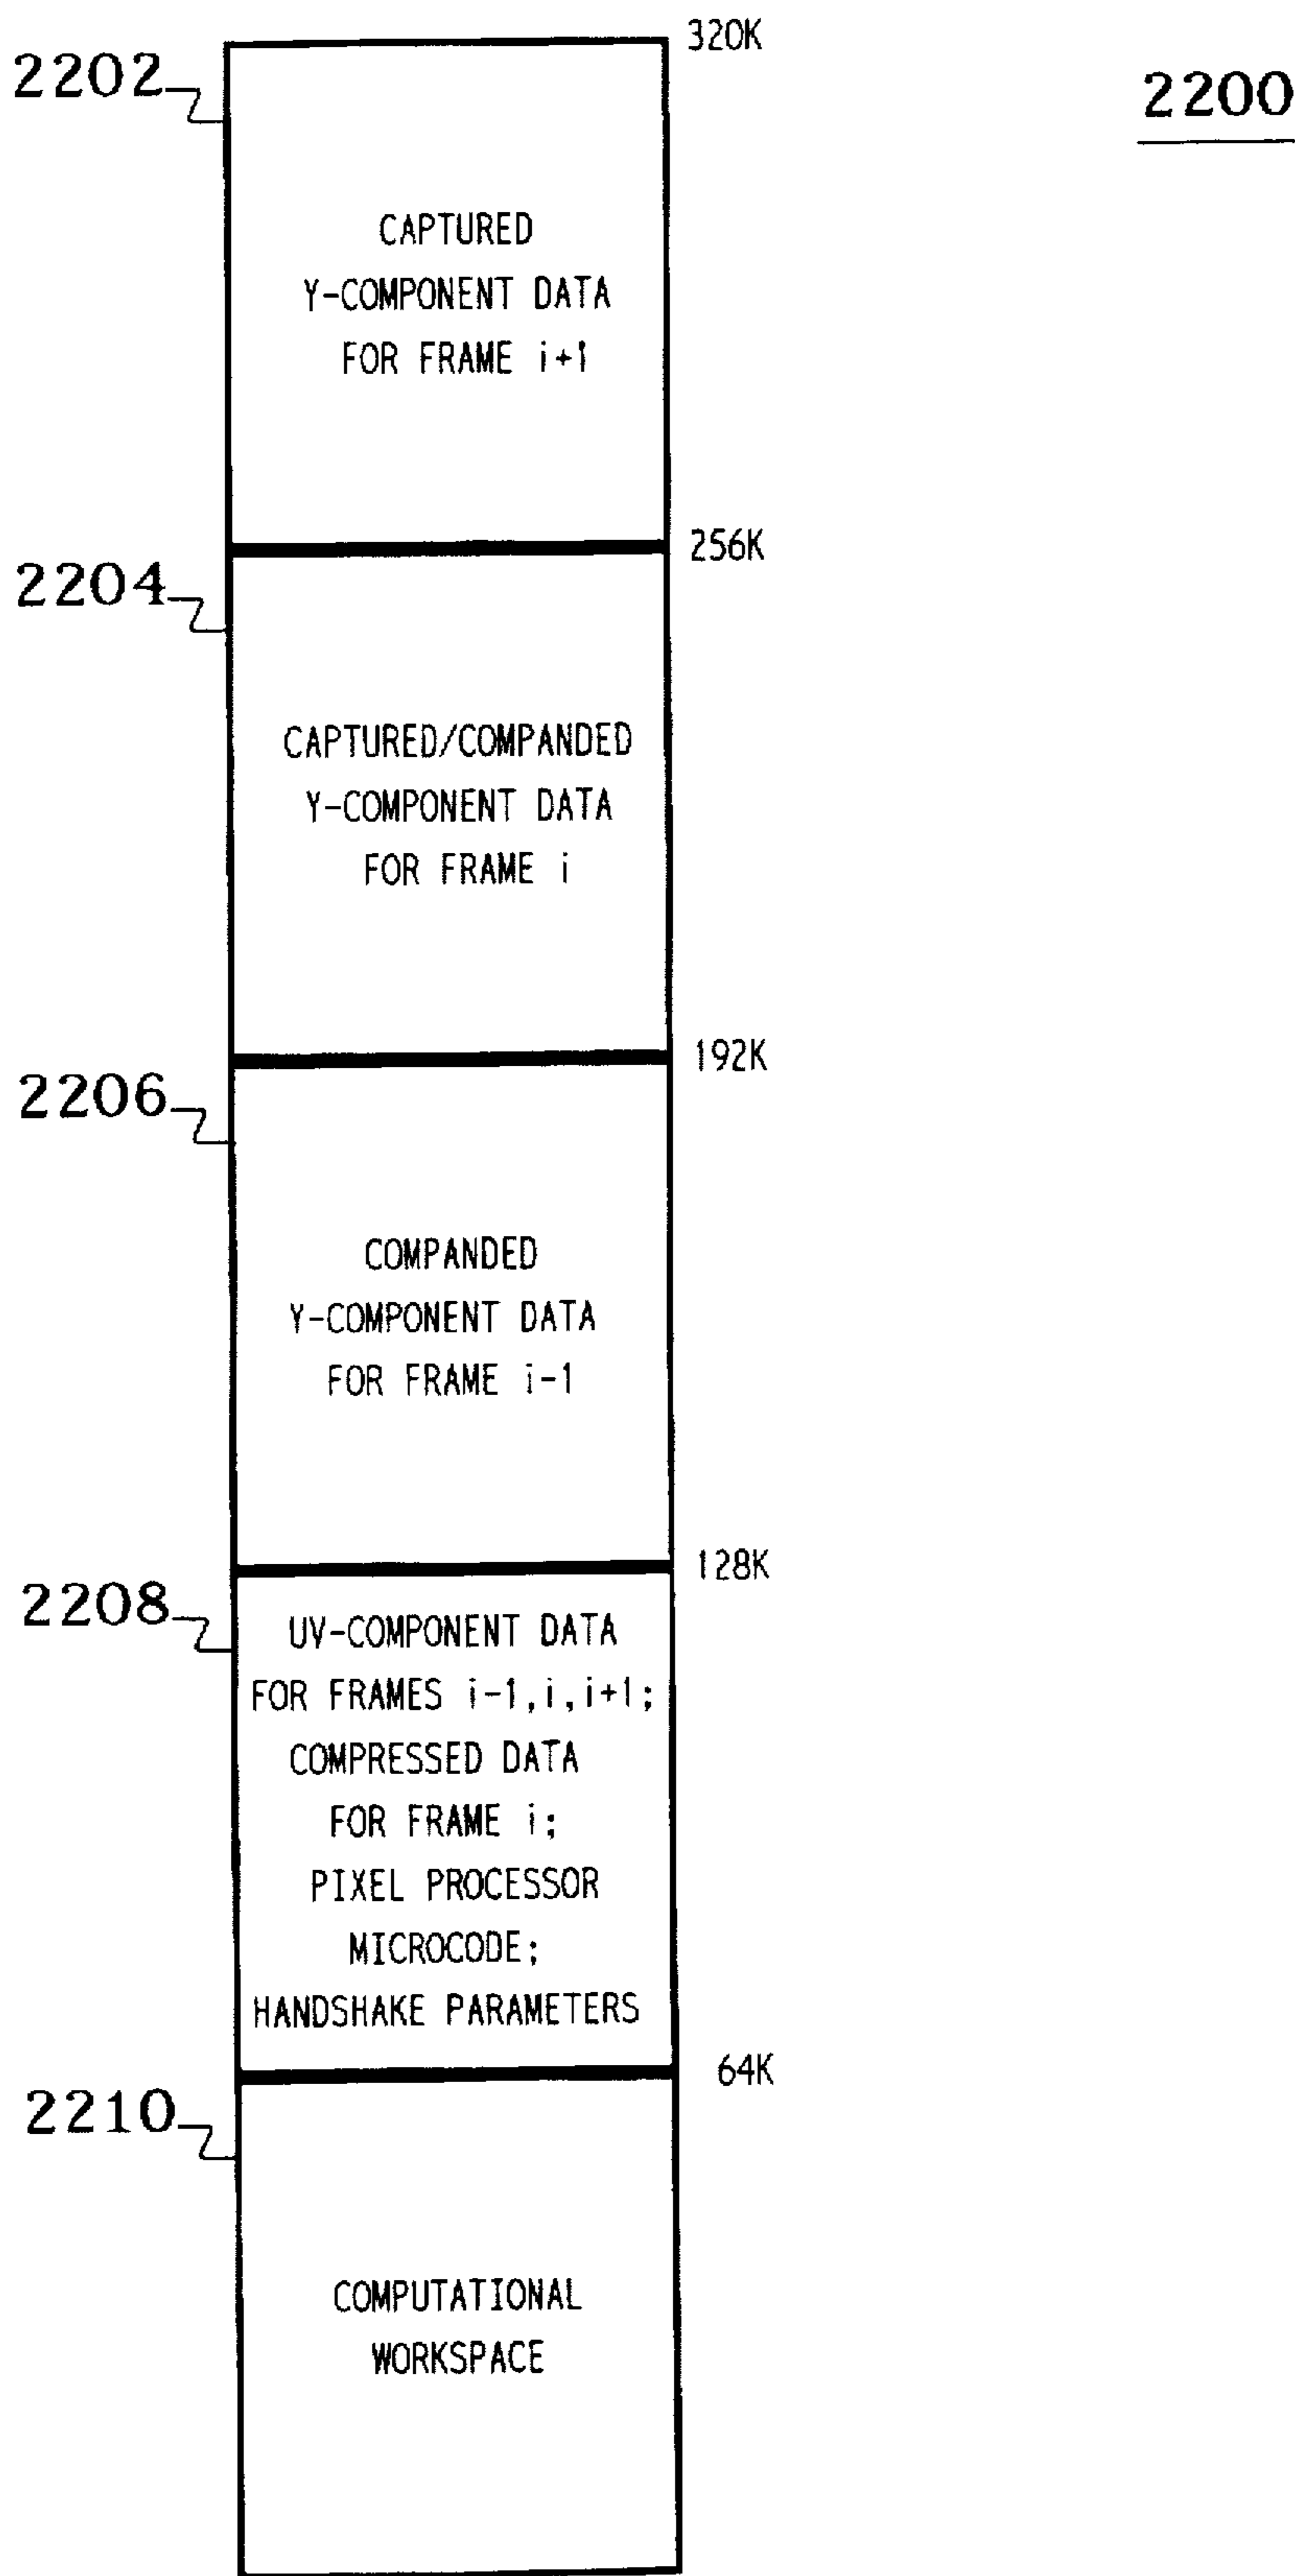 320K
2202
2200
CAPTURED
Y-COMPONENT DATA
FOR FRAME i+1
256K
2204
CAPTURED/COMPANDED
Y-COMPONENT DATA
FOR FRAME i
192K
2206
COMPANDED
Y-COMPONENT DATA
FOR FRAME i-1
128K
2208
UV-COMPONENT DATA
FOR FRAMES i-1,i,i+1;
COMPRESSED DATA
FOR FRAME i;
PIXEL PROCESSOR
MICROCODE;
HANDSHAKE PARAMETERS
64K
2210
COMPUTATIONAL
WORKSPACE